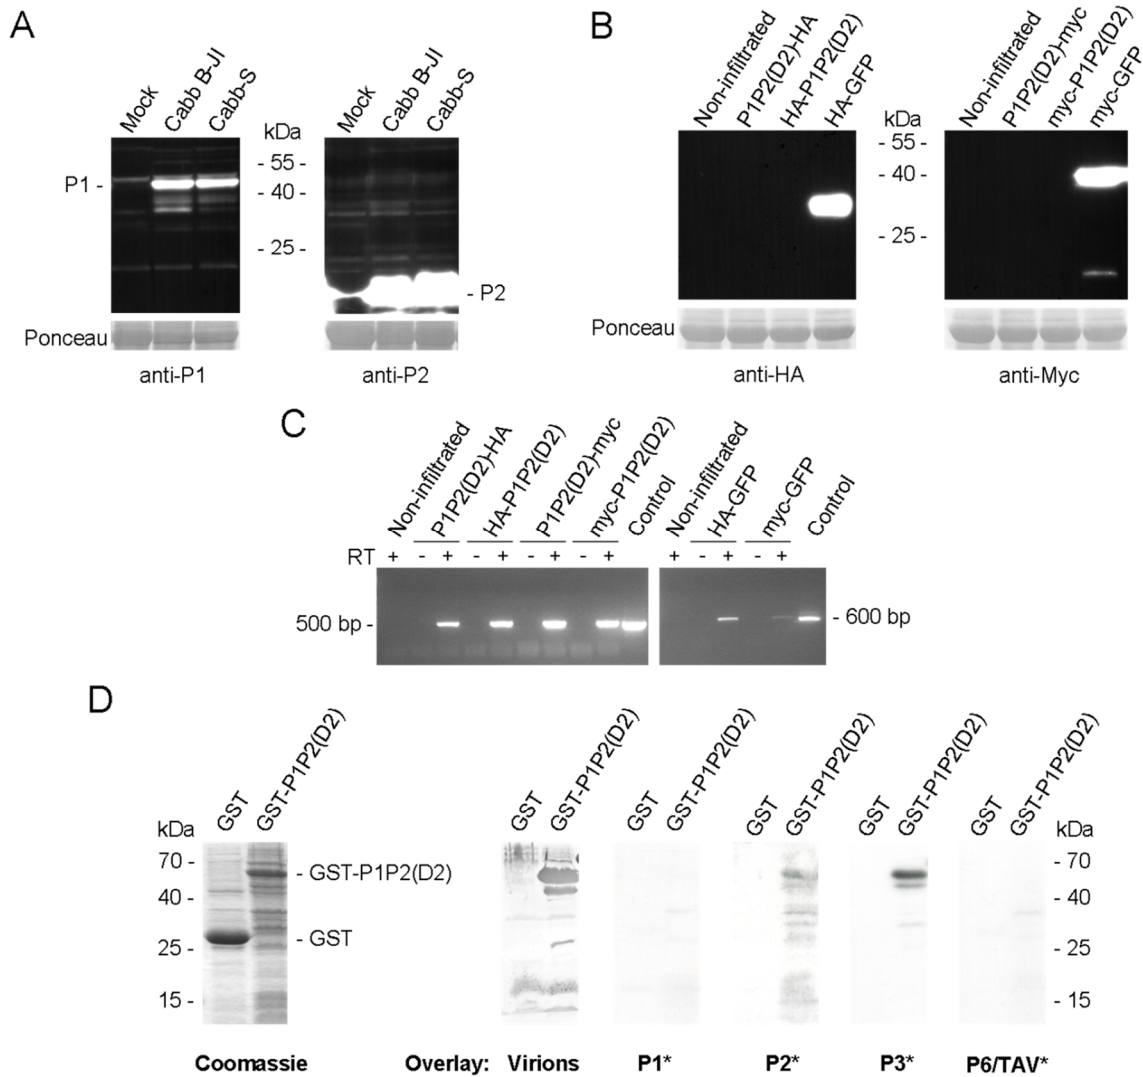 A
Mock
Cabb B-JI
Cabb-S
kDa
Mock
Cabb B-JI
Cabb-S
P1 -
- 55 -
- 40 -
- 25 -
- P2
Ponceau
anti-P1
anti-P2
B
Non-infiltrated
P1P2(D2)-HA
HA-P1P2(D2)
HA-GFP
kDa
Non-infiltrated
P1P2(D2)-myc
myc-P1P2(D2)
myc-GFP
- 55 -
- 40 -
- 25 -
Ponceau
anti-HA
anti-Myc
C
Non-infiltrated
P1P2(D2)-HA
HA-P1P2(D2)
P1P2(D2)-myc
myc-P1P2(D2)
Control
Non-infiltrated
HA-GFP
myc-GFP
Control
RT + - + - + - + - + + - + - +
500 bp -
- 600 bp
D
kDa
GST
GST-P1P2(D2)
GST
GST-P1P2(D2)
GST
GST-P1P2(D2)
GST
GST-P1P2(D2)
GST
GST-P1P2(D2)
GST
GST-P1P2(D2)
kDa
70 -
40 -
25 -
15 -
- GST-P1P2(D2)
- GST
- 70
- 40
- 25
- 15
Coomassie
Overlay: Virions P1* P2* P3* P6/TAV*